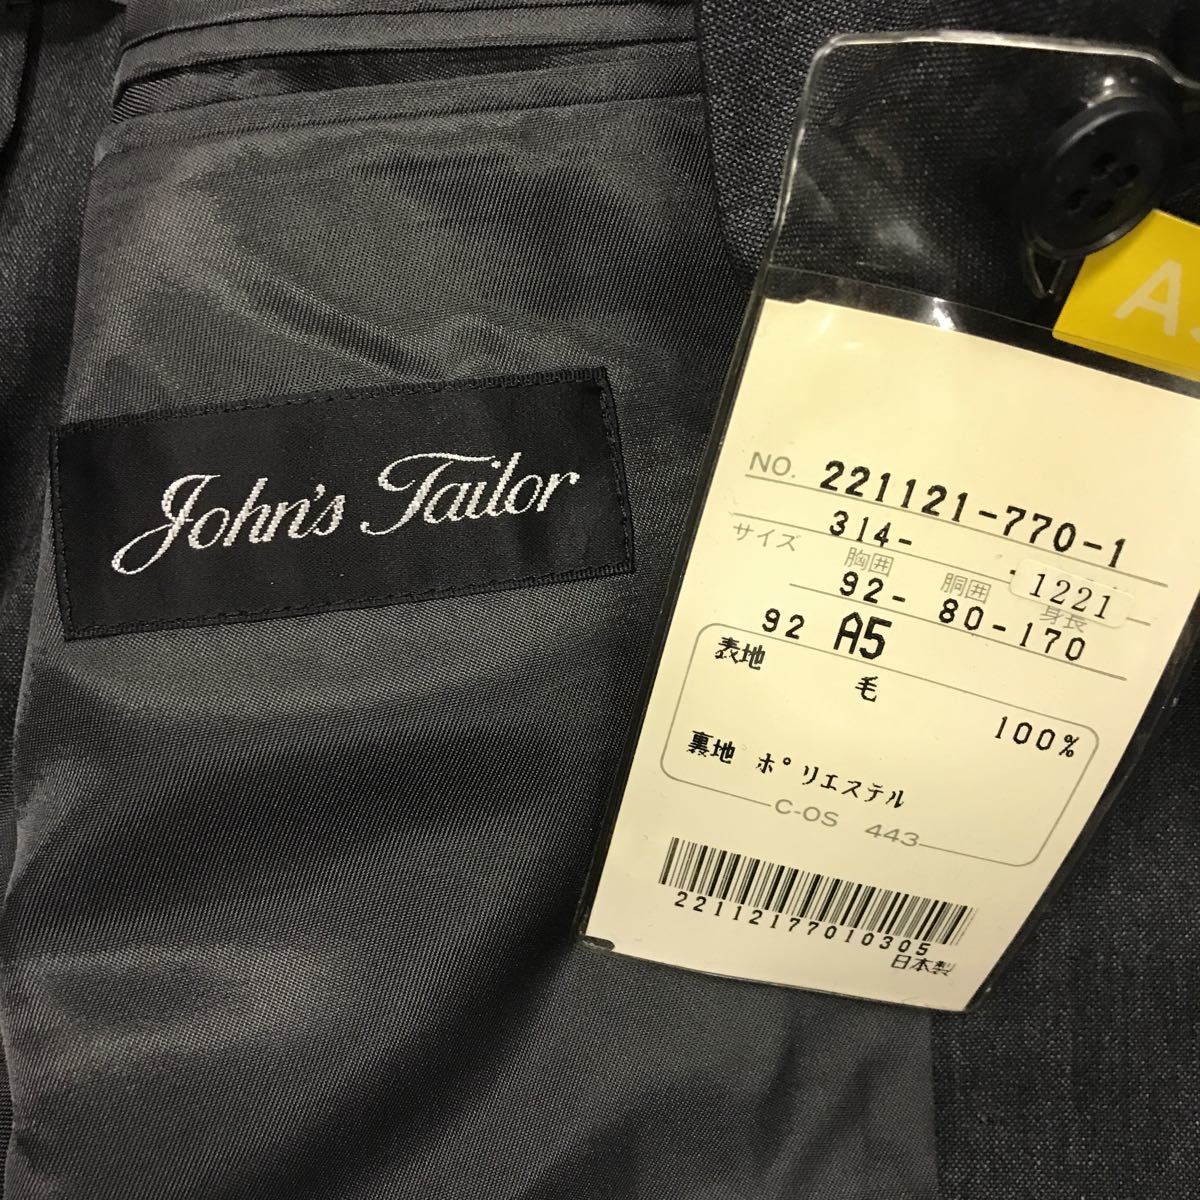 John's Tailor
A5
NO. 221121-770-1
314-
サイズ 胸囲 胴囲 身長
1221
92- 80-170
92 A5
表地
毛 100%
裏地 ポリエステル
C-OS 443
22112177010305
日本製